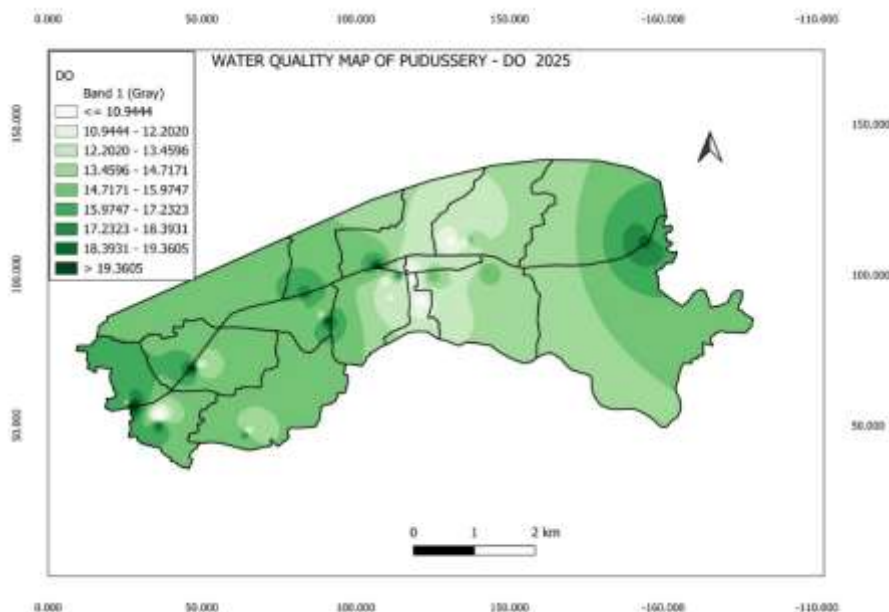 0.000 50.000 100.000 150.000 -160.000 -110.000
WATER QUALITY MAP OF PUDUSSERY - DO 2025
DO
Band 1 (Gray)
<= 10.9444
10.9444 - 12.2020
12.2020 - 13.4596
13.4596 - 14.7171
14.7171 - 15.9747
15.9747 - 17.2323
17.2323 - 18.3931
18.3931 - 19.3605
> 19.3605
150.000
150.000
100.000
100.000
50.000
50.000
0 1 2 km
0.000 50.000 100.000 150.000 -160.000 -110.000